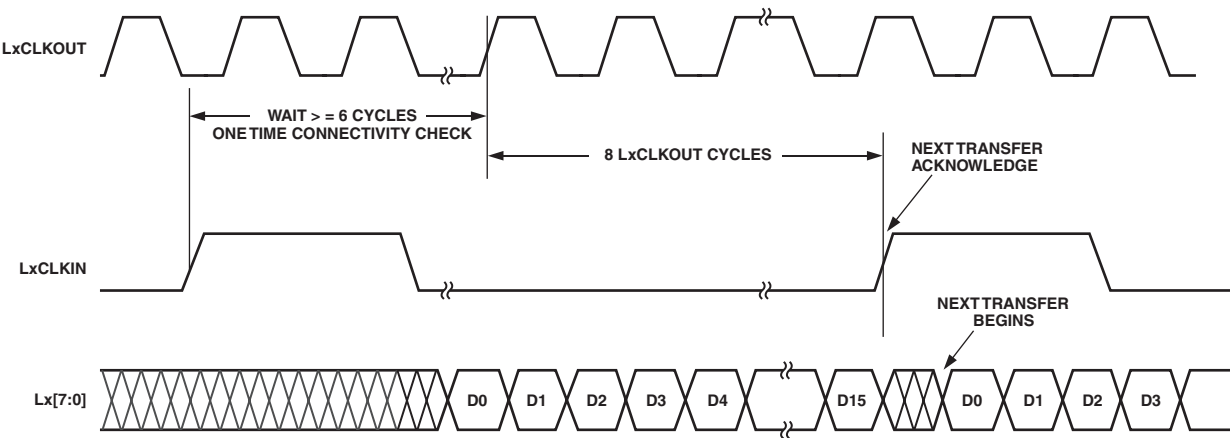 LxCLKOUT
WAIT > = 6 CYCLES
ONE TIME CONNECTIVITY CHECK
8 LxCLKOUT CYCLES
NEXT TRANSFER
ACKNOWLEDGE
LxCLKIN
NEXT TRANSFER
BEGINS
Lx[7:0]
D0 D1 D2 D3 D4 D15 D0 D1 D2 D3